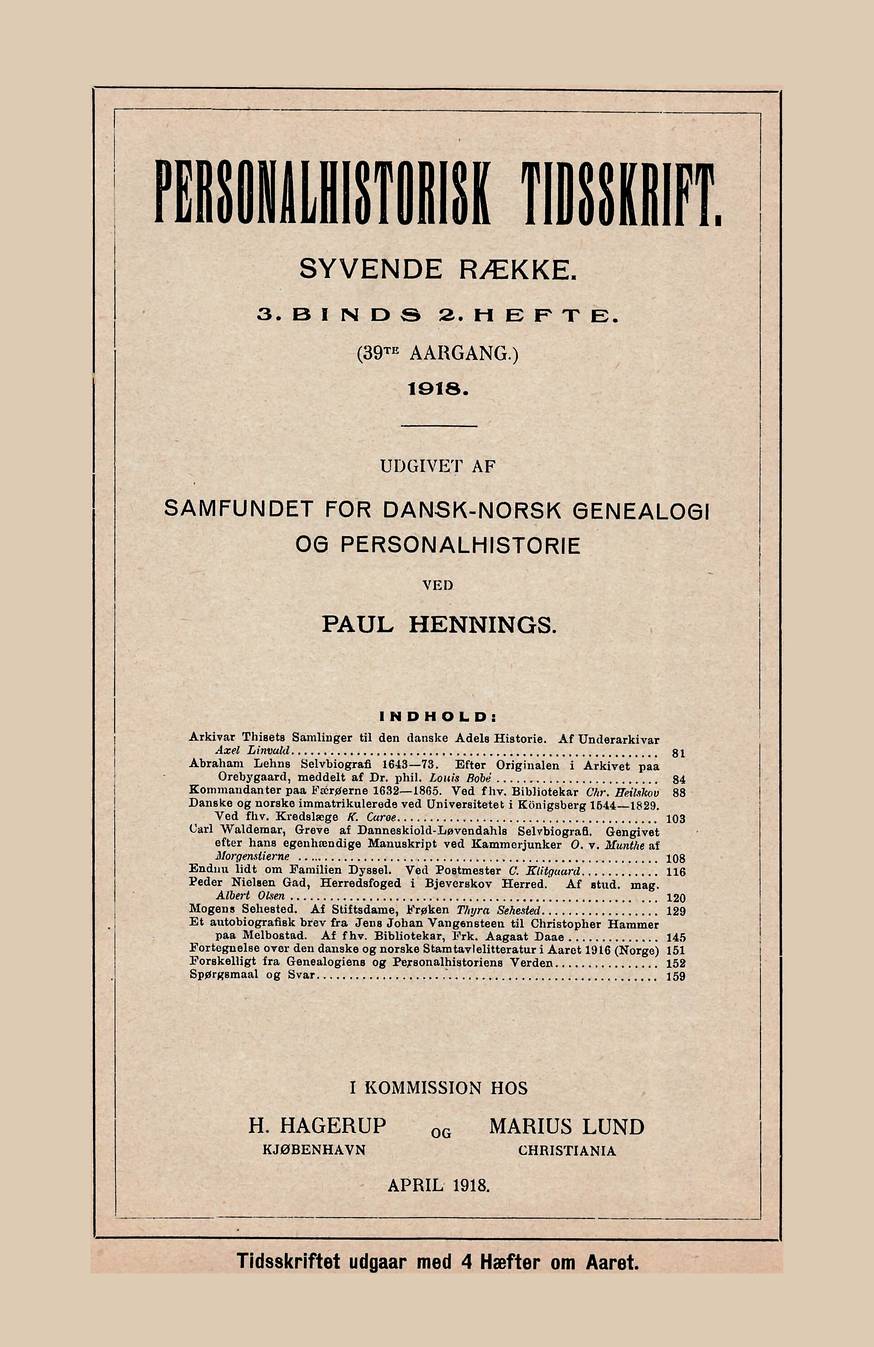 PERSONALHISTORISK TIDSSKRIFT.
SYVENDE RÆKKE.
3. BINDS 2. HEFTE.
(39TE AARGANG.)
1918.
UDGIVET AF
SAMFUNDET FOR DANSK-NORSK GENEALOGI
OG PERSONALHISTORIE
VED
PAUL HENNINGS.
INDHOLD:
Arkivar Thisets Samlinger til den danske Adels Historie. Af Underarkivar
Axel Linvald.................................................... 81
Abraham Lehns Selvbiografi 1643—73. Efter Originalen i Arkivet paa
Orebygaard, meddelt af Dr. phil. Louis Bobé ......................... 84
Kommandanter paa Færøerne 1632—1865. Ved fhv. Bibliotekar Chr. Heilskov 88
Danske og norske immatrikulerede ved Universitetet i Königsberg 1544—1829.
Ved fhv. Kredslæge K. Carøe........................................ 103
Carl Waldemar, Greve af Danneskiold-Løvendahls Selvbiografi. Gengivet
efter hans egenhændige Manuskript ved Kammerjunker O. v. Munthe af
Morgenstierne ...................................................... 108
Endnu lidt om Familien Dyssel. Ved Postmester C. Klitgaard............ 116
Peder Nielsen Gad, Herredsfoged i Bjeverskov Herred. Af stud. mag.
Albert Olsen ....................................................... 120
Mogens Sehested. Af Stiftsdame, Frøken Thyra Sehested.................. 129
Et autobiografisk brev fra Jens Johan Vangensteen til Christopher Hammer
paa Melbostad. Af fhv. Bibliotekar, Frk. Aagaat Daae .............. 145
Fortegnelse over den danske og norske Stamtavlelitteratur i Aaret 1916 (Norge) 151
Forskelligt fra Genealogiens og Personalhistoriens Verden................ 152
Spørgsmaal og Svar..................................................... 159
I KOMMISSION HOS
H. HAGERUP OG MARIUS LUND
KJØBENHAVN CHRISTIANIA
APRIL 1918.
Tidsskriftet udgaar med 4 Hæfter om Aaret.